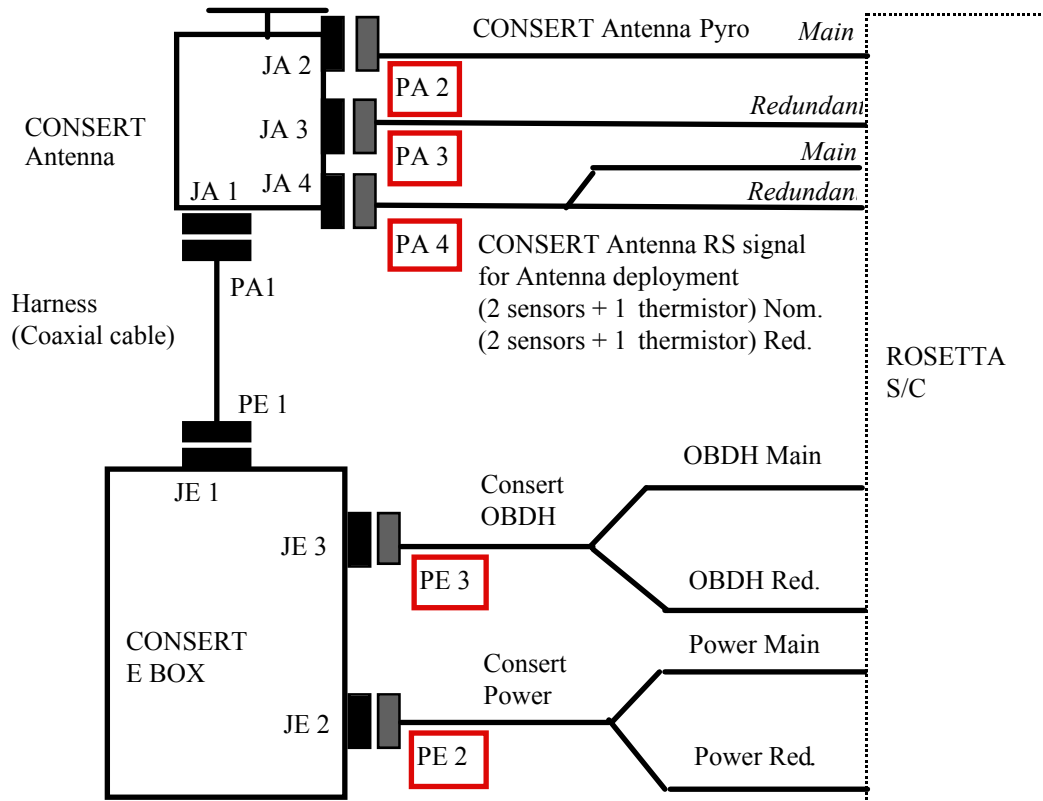 CONSERT Antenna Pyro
Main
JA 2
PA 2
Redundant
CONSERT
Antenna
JA 3
PA 3
Main
JA 4
JA 1
Redundan
PA 4
CONSERT Antenna RS signal
for Antenna deployment
(2 sensors + 1 thermistor) Nom.
(2 sensors + 1 thermistor) Red.
PA1
Harness
(Coaxial cable)
ROSETTA
S/C
PE 1
JE 1
OBDH Main
Consert
OBDH
JE 3
PE 3
OBDH Red.
CONSERT
E BOX
Power Main
Consert
Power
JE 2
PE 2
Power Red.